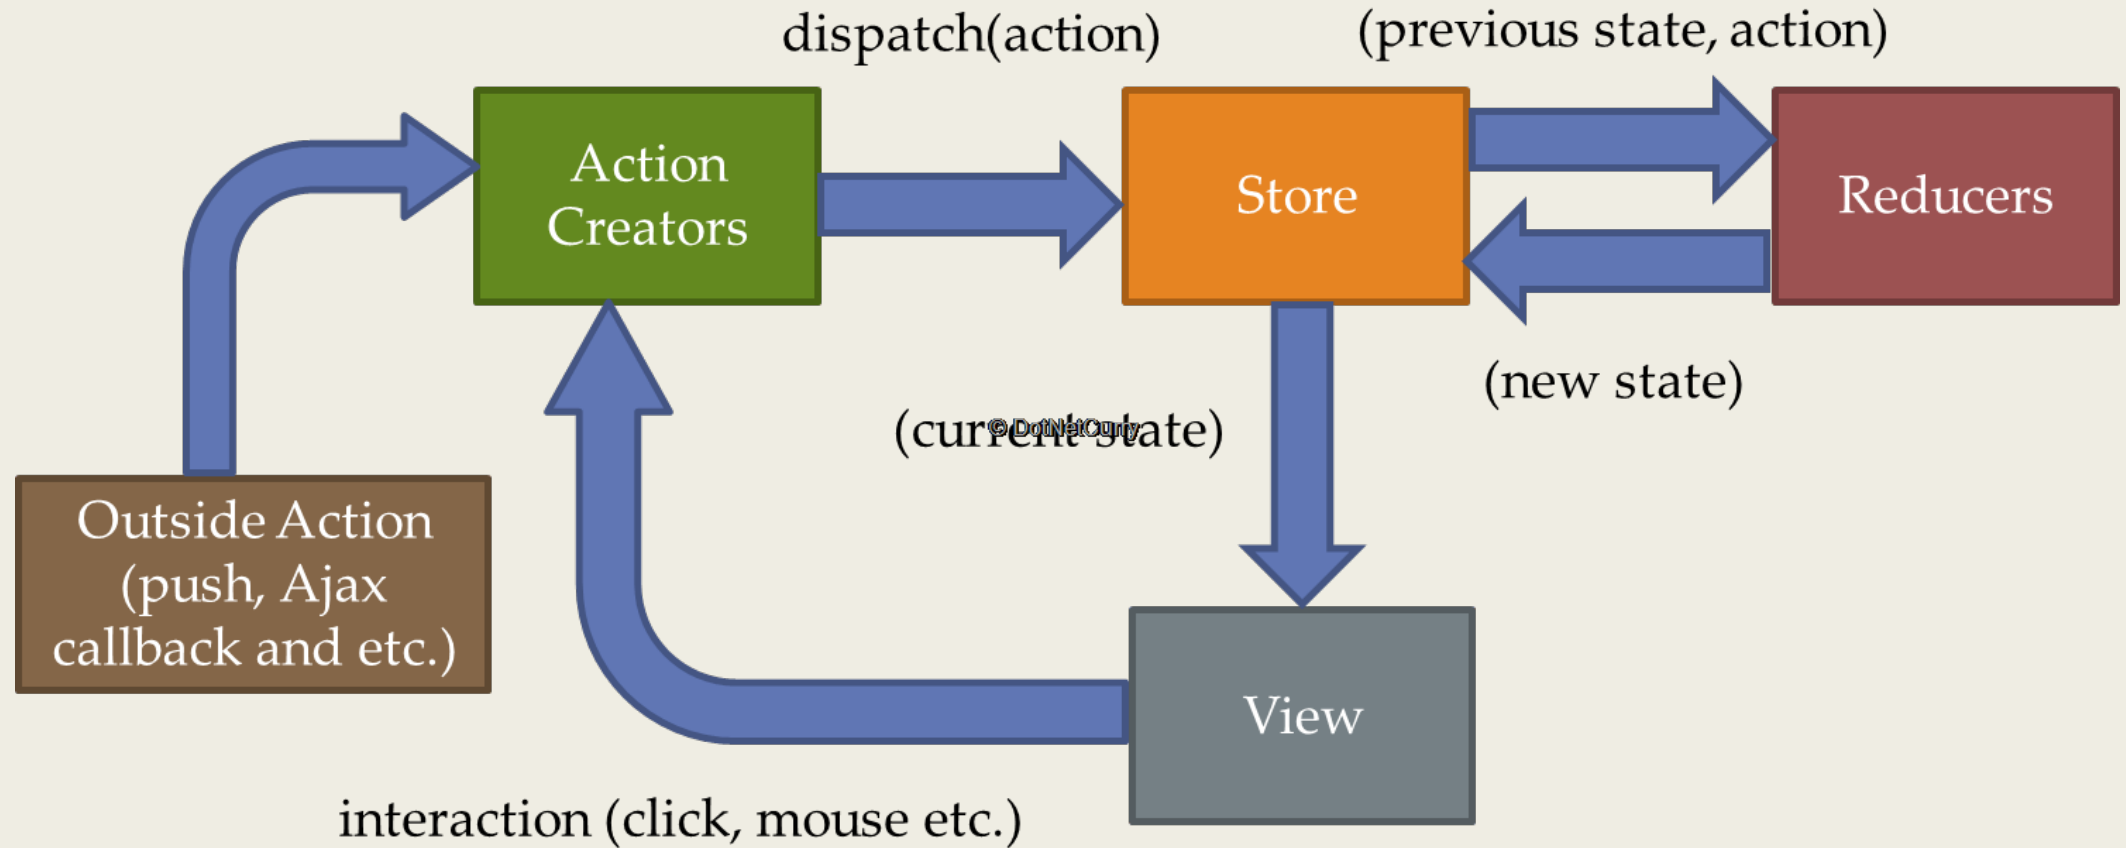 dispatch(action)
(previous state, action)
Action
Creators
Store
Reducers
(new state)
(current state)
© DotNetCurry
Outside Action
(push, Ajax
callback and etc.)
View
interaction (click, mouse etc.)